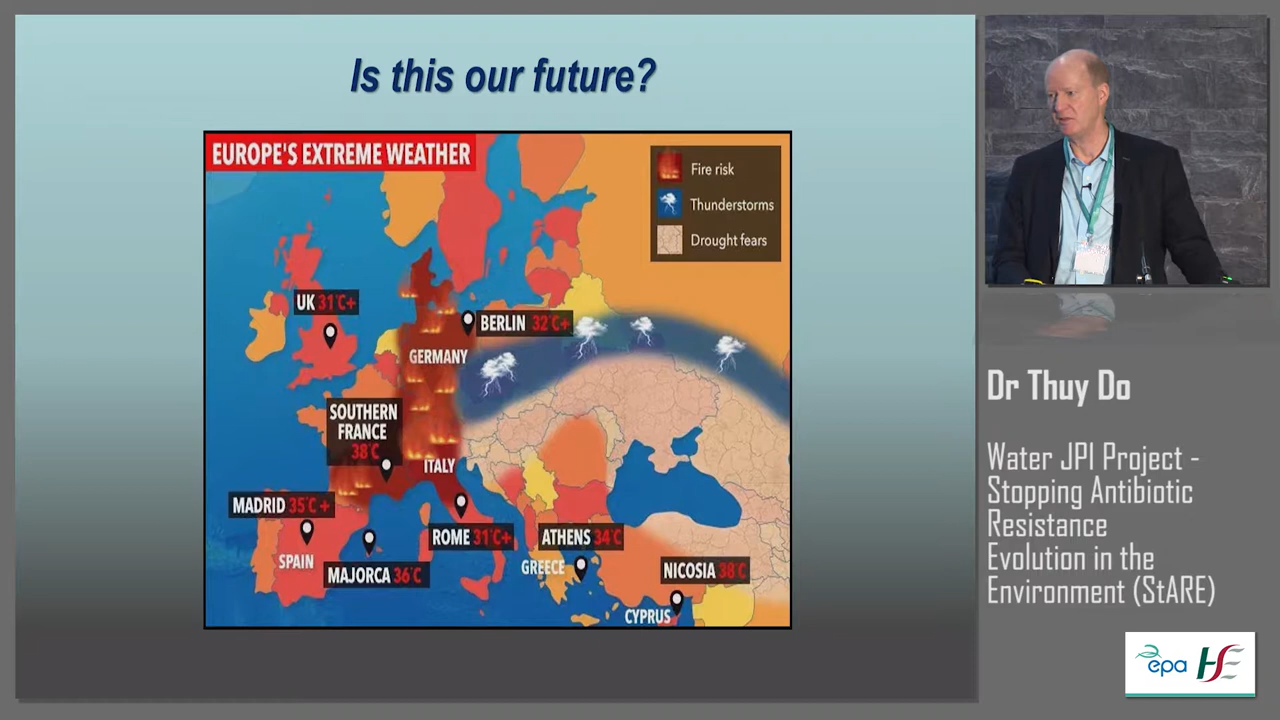 Is this our future?
EUROPE'S EXTREME WEATHER
Fire risk
Thunderstorms
Drought fears
UK 31°C+
BERLIN 32°C+
GERMANY
SOUTHERN
FRANCE
38°C
ITALY
MADRID 35°C+
SPAIN
MAJORCA 36°C
ROME 31°C+
ATHENS 34°C
GREECE
NICOSIA 38°C
CYPRUS
Dr Thuy Do
Water JPI Project -
Stopping Antibiotic
Resistance
Evolution in the
Environment (StARE)
epa HSE